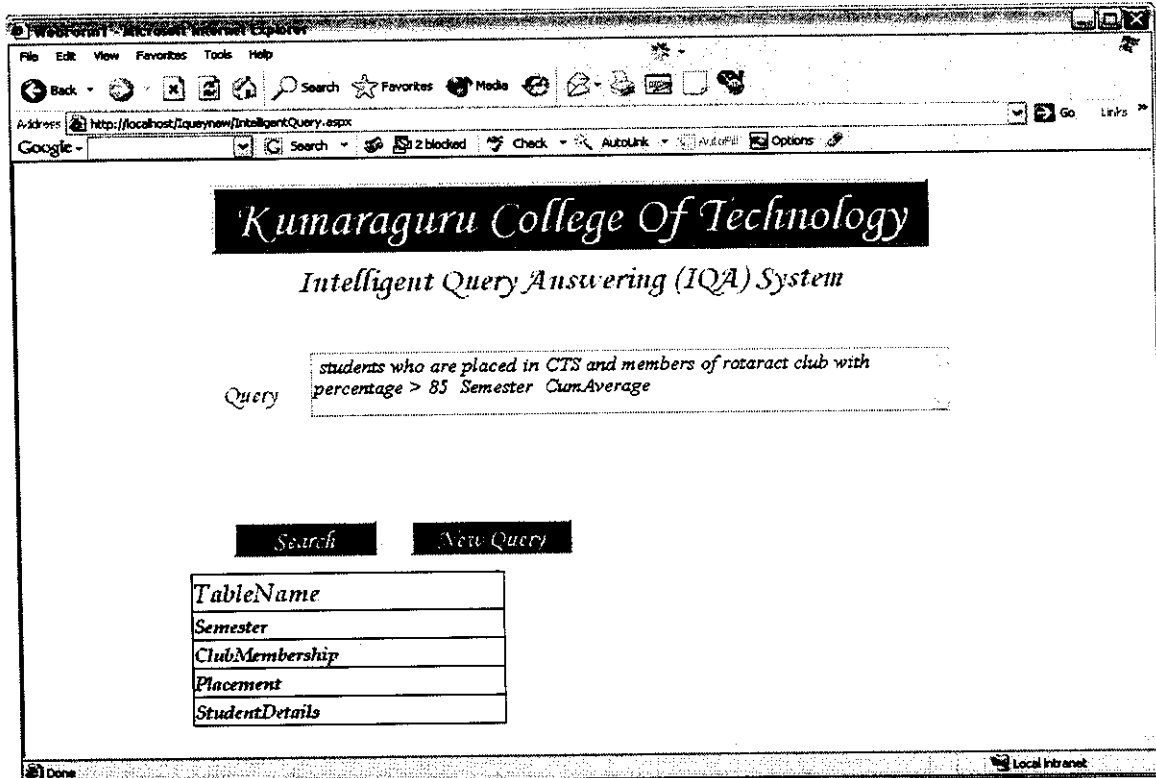 WebForm1 - Microsoft Internet Explorer
File Edit View Favorites Tools Help
Back Search Favorites Media
Address http://localhost/Iqueynew/IntelligentQuery.aspx Go Links »
Google - Search 2 blocked Check AutoLink AutoFill Options
Kumaraguru College Of Technology
Intelligent Query Answering (IQA) System
Query
students who are placed in CTS and members of rotaract club with
percentage > 85 Semester CumAverage
Search New Query
TableName
Semester
ClubMembership
Placement
StudentDetails
Done Local intranet